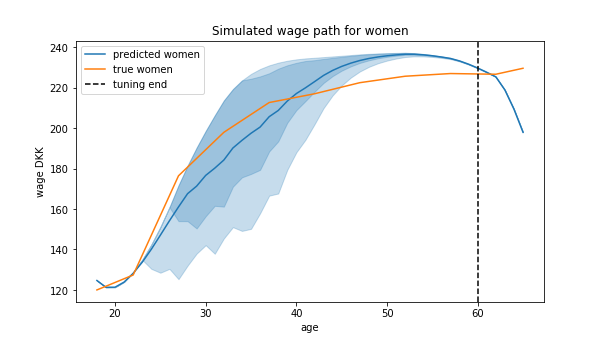 Simulated wage path for women
predicted women
true women
tuning end
240
220
200
180
160
140
120
wage DKK
20
30
40
50
60
age